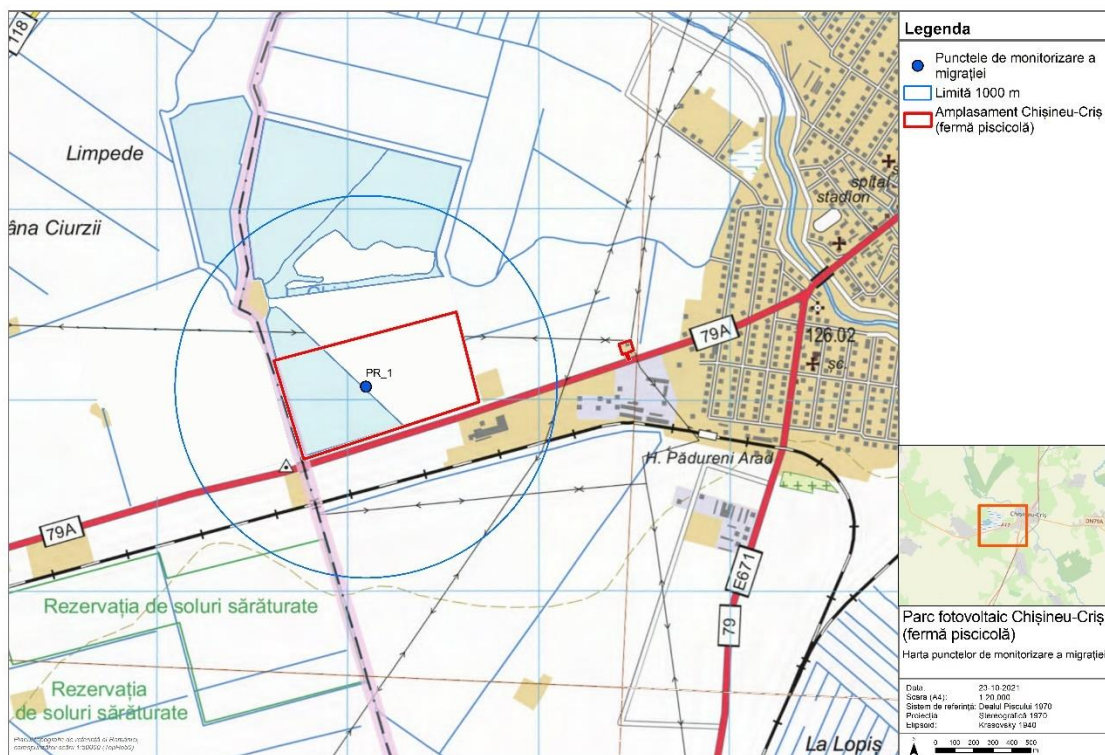 118
Limpede
âna Ciurzii
PR_1
79A
79A
spital
stadion
126.02
sc.
H. Pădureni Arad
E671
79
Rezervația de soluri sărăturate
Rezervația
de soluri sărăturate
La Lopiș
Legenda
Punctele de monitorizare a
migrației
Limită 1000 m
Amplasament Chișineu-Criș
(fermă piscicolă)
Chișineu-Criș
Parc fotovoltaic Chișineu-Criș
(fermă piscicolă)
Harta punctelor de monitorizare a migrației
Data: 23-10-2021
Scara (A4): 1:20,000
Sistem de referință: Dealul Piscului 1970
Proiecția Stereografică 1970
Elipsoid: Krasovsky 1940
0 100 200 300 400 500